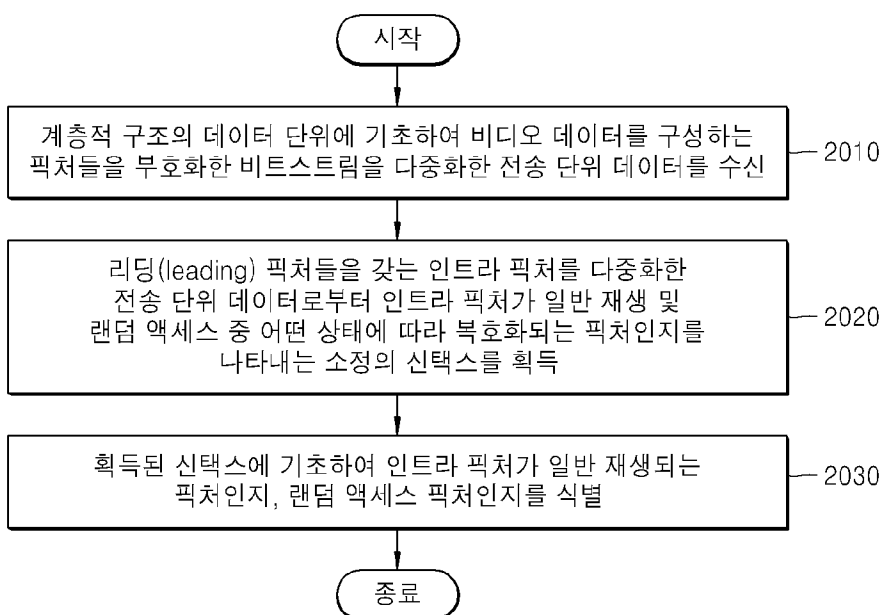 시작
계층적 구조의 데이터 단위에 기초하여 비디오 데이터를 구성하는
픽처들을 부호화한 비트스트림을 다중화한 전송 단위 데이터를 수신
2010
리딩(leading) 픽처들을 갖는 인트라 픽처를 다중화한
전송 단위 데이터로부터 인트라 픽처가 일반 재생 및
랜덤 액세스 중 어떤 상태에 따라 복호화되는 픽처인지를
나타내는 소정의 신택스를 획득
2020
획득된 신택스에 기초하여 인트라 픽처가 일반 재생되는
픽처인지, 랜덤 액세스 픽처인지를 식별
2030
종료